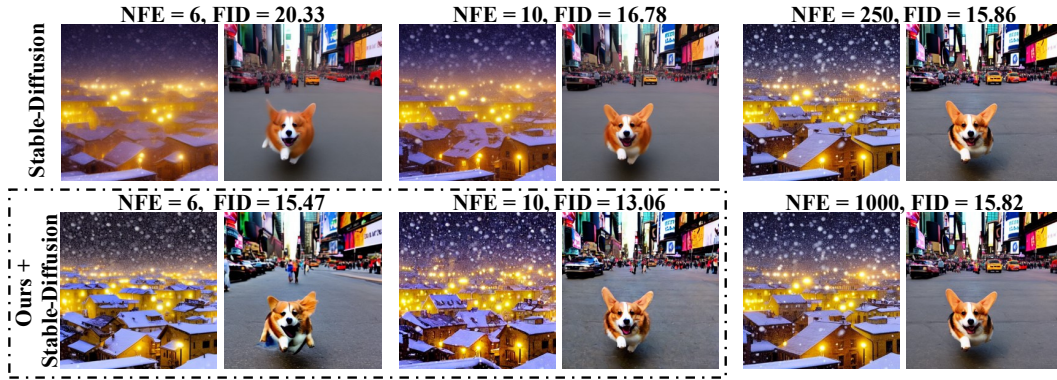 NFE = 6, FID = 20.33
NFE = 10, FID = 16.78
NFE = 250, FID = 15.86
Stable-Diffusion
NFE = 6, FID = 15.47
NFE = 10, FID = 13.06
NFE = 1000, FID = 15.82
Ours +
Stable-Diffusion